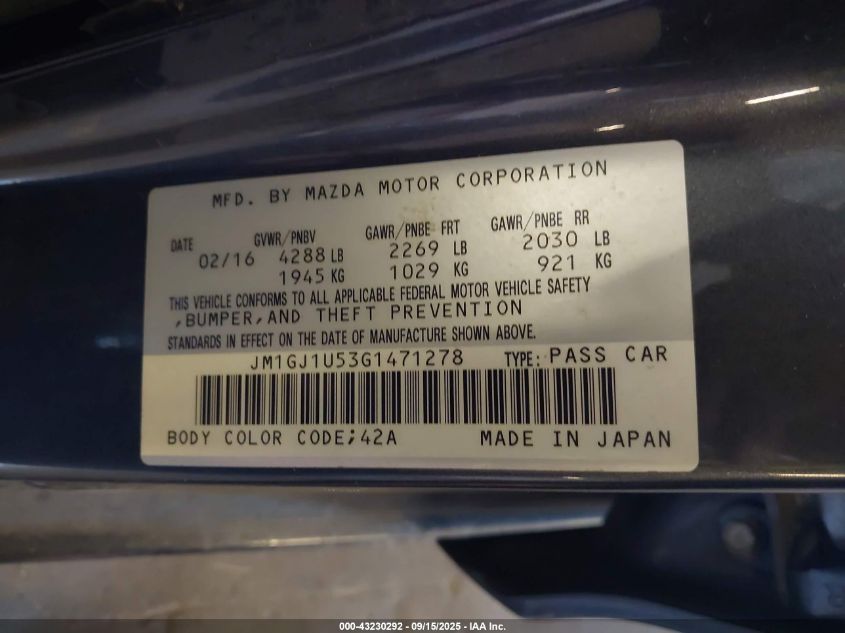 MFD. BY MAZDA MOTOR CORPORATION
DATE GVWR/PNBV GAWR/PNBE FRT GAWR/PNBE RR
02/16 4288 LB 2269 LB 2030 LB
1945 KG 1029 KG 921 KG
THIS VEHICLE CONFORMS TO ALL APPLICABLE FEDERAL MOTOR VEHICLE SAFETY
,BUMPER,AND THEFT PREVENTION
STANDARDS IN EFFECT ON THE DATE OF MANUFACTURE SHOWN ABOVE.
JM1GJ1U53G1471278 TYPE: PASS CAR
BODY COLOR CODE;42A MADE IN JAPAN
000-43230292 - 09/15/2025 - IAA Inc.